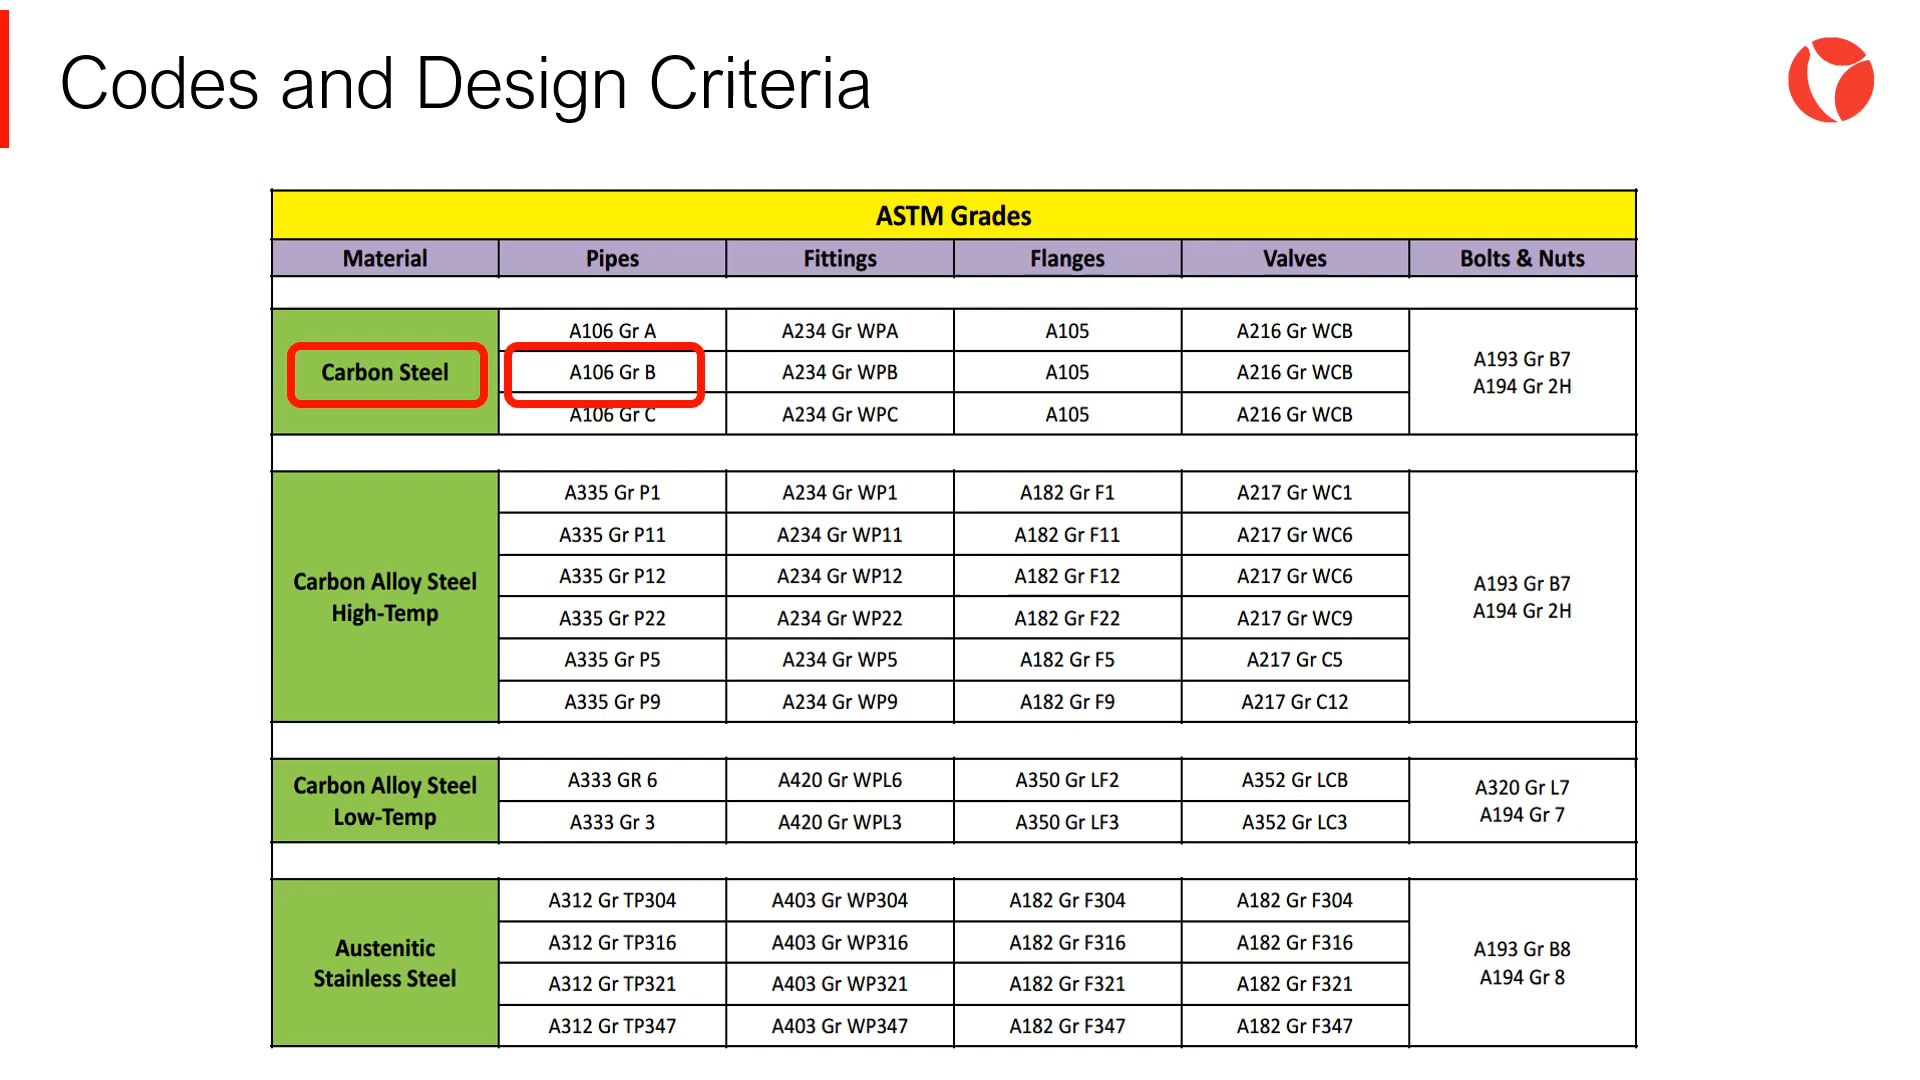 Codes and Design Criteria
ASTM Grades
Material Pipes Fittings Flanges Valves Bolts & Nuts
Carbon Steel
A106 Gr A A234 Gr WPA A105 A216 Gr WCB
A106 Gr B A234 Gr WPB A105 A216 Gr WCB
A106 Gr C A234 Gr WPC A105 A216 Gr WCB
A193 Gr B7
A194 Gr 2H
Carbon Alloy Steel
High-Temp
A335 Gr P1 A234 Gr WP1 A182 Gr F1 A217 Gr WC1
A335 Gr P11 A234 Gr WP11 A182 Gr F11 A217 Gr WC6
A335 Gr P12 A234 Gr WP12 A182 Gr F12 A217 Gr WC6
A335 Gr P22 A234 Gr WP22 A182 Gr F22 A217 Gr WC9
A335 Gr P5 A234 Gr WP5 A182 Gr F5 A217 Gr C5
A335 Gr P9 A234 Gr WP9 A182 Gr F9 A217 Gr C12
A193 Gr B7
A194 Gr 2H
Carbon Alloy Steel
Low-Temp
A333 GR 6 A420 Gr WPL6 A350 Gr LF2 A352 Gr LCB
A333 Gr 3 A420 Gr WPL3 A350 Gr LF3 A352 Gr LC3
A320 Gr L7
A194 Gr 7
Austenitic
Stainless Steel
A312 Gr TP304 A403 Gr WP304 A182 Gr F304 A182 Gr F304
A312 Gr TP316 A403 Gr WP316 A182 Gr F316 A182 Gr F316
A312 Gr TP321 A403 Gr WP321 A182 Gr F321 A182 Gr F321
A312 Gr TP347 A403 Gr WP347 A182 Gr F347 A182 Gr F347
A193 Gr B8
A194 Gr 8